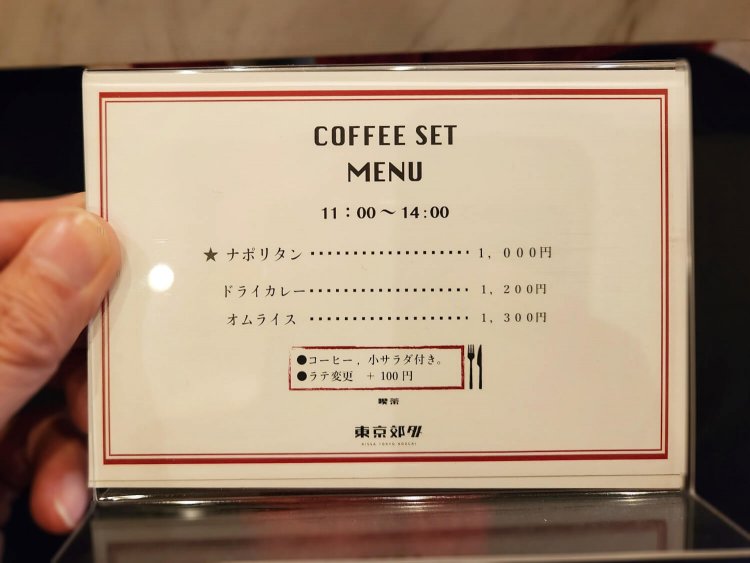 COFFEE SET
MENU
11:00～14:00
★ ナポリタン ・・・・・・・・・・・・・・・・・・ 1,000円
ドライカレー ・・・・・・・・・・・・・・・・・・ 1,200円
オムライス ・・・・・・・・・・・・・・・・・・ 1,300円
●コーヒー, 小サラダ付き。
●ラテ変更 ＋100円
喫茶
東京郊外
KISSA TOKYO KOUGAI